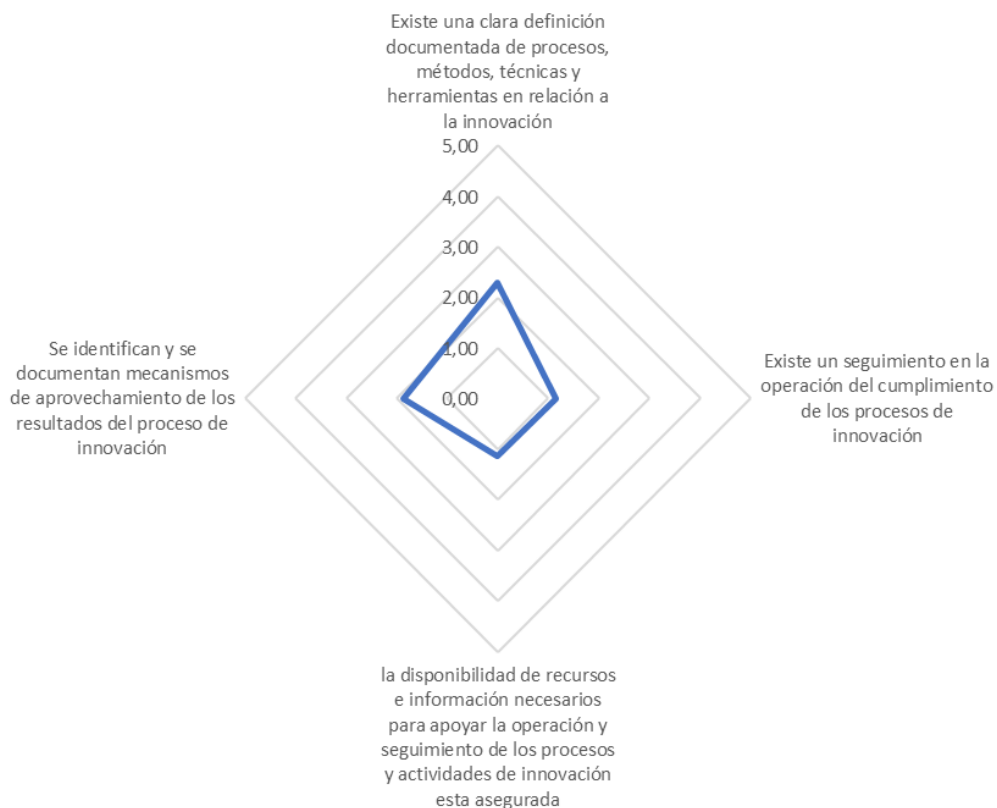 Existe una clara definición
documentada de procesos,
métodos, técnicas y
herramientas en relación a
la innovación
5,00
4,00
3,00
2,00
1,00
0,00
Existe un seguimiento en la
operación del cumplimiento
de los procesos de
innovación
la disponibilidad de recursos
e información necesarios
para apoyar la operación y
seguimiento de los procesos
y actividades de innovación
esta asegurada
Se identifican y se
documentan mecanismos
de aprovechamiento de los
resultados del proceso de
innovación